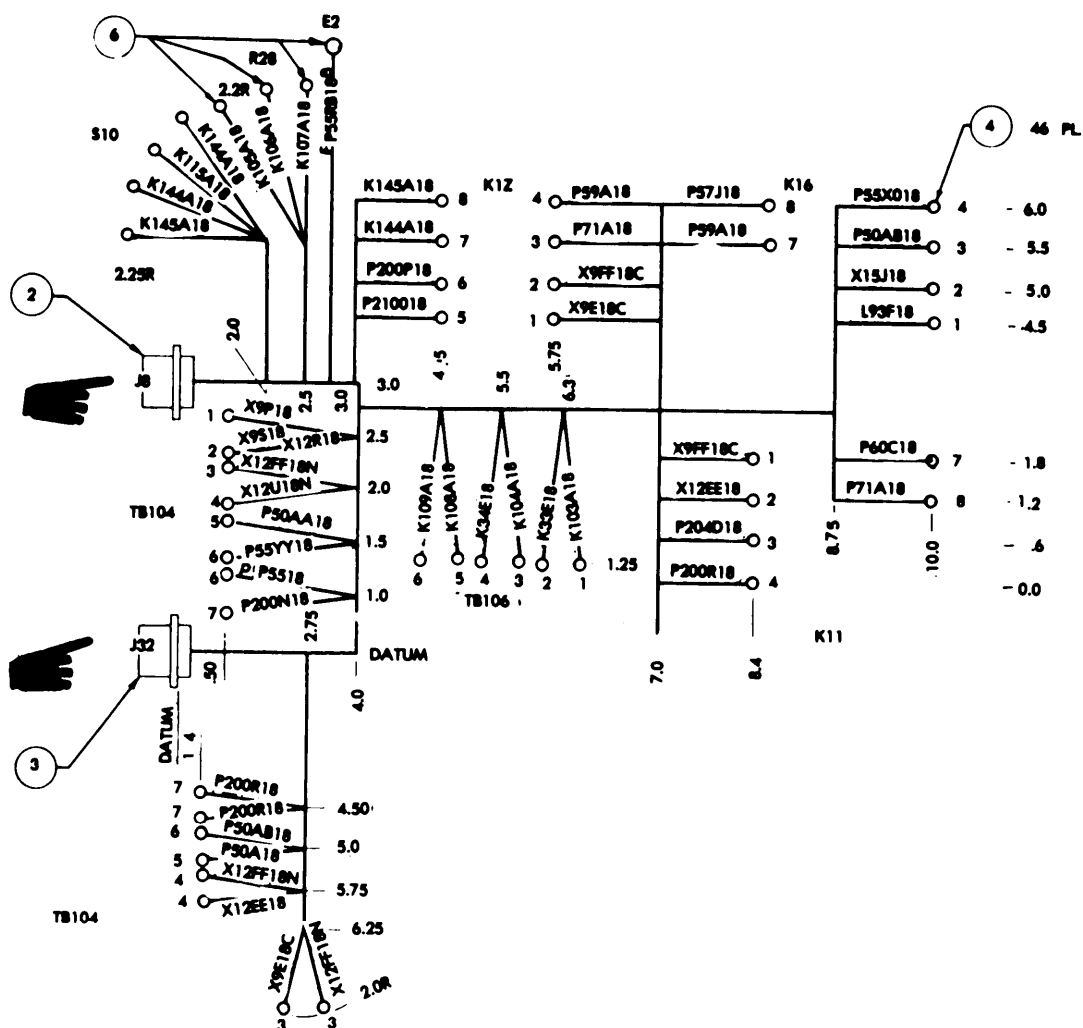 6
E2
R28
2.2R
S10
K145A18
K144A18
K115A18
K144A18
K105A18
K106A18
K107A18
P55RB18
2.25R
2
J8
2.0
2.5
3.0
3.0
K145A18 8
K144A18 7
P200P18 6
P210018 5
K1Z
4 P59A18
3 P71A18
2 X9FF18C
1 X9E18C
P57J18 8
P59A18 7
K16
4 46 PL.
P55X018 4 - 6.0
P50AB18 3 - 5.5
X15J18 2 - 5.0
L93F18 1 - 4.5
5.5
5.75
6.3
1 X9P18
2 X9S18
X12R18 2.5
3 X12FF18N
4 X12U18N 2.0
TB104
5 P50AA18
6 P55YY18 1.5
6 P5518
7 P200N18 1.0
6 K109A18
5 K108A18
4 K34E18
3 K104A18
2 K33E18
1 K103A18
1.25
TB106
X9FF18C 1
X12EE18 2
P204D18 3
P200R18 4
K11
7.0
8.4
P60C18 7 - 1.8
P71A18 8 - 1.2
- .6
- 0.0
8.75
10.0
J32
3
.50
2.75
DATUM
4.0
DATUM
7 P200R18
7 P200R18 4.50
6 P50AB18
5 P50A18 5.0
4 X12FF18N
4 X12EE18 5.75
TB104
6.25
X9E18C
X12FF18N
2.0R
3
3